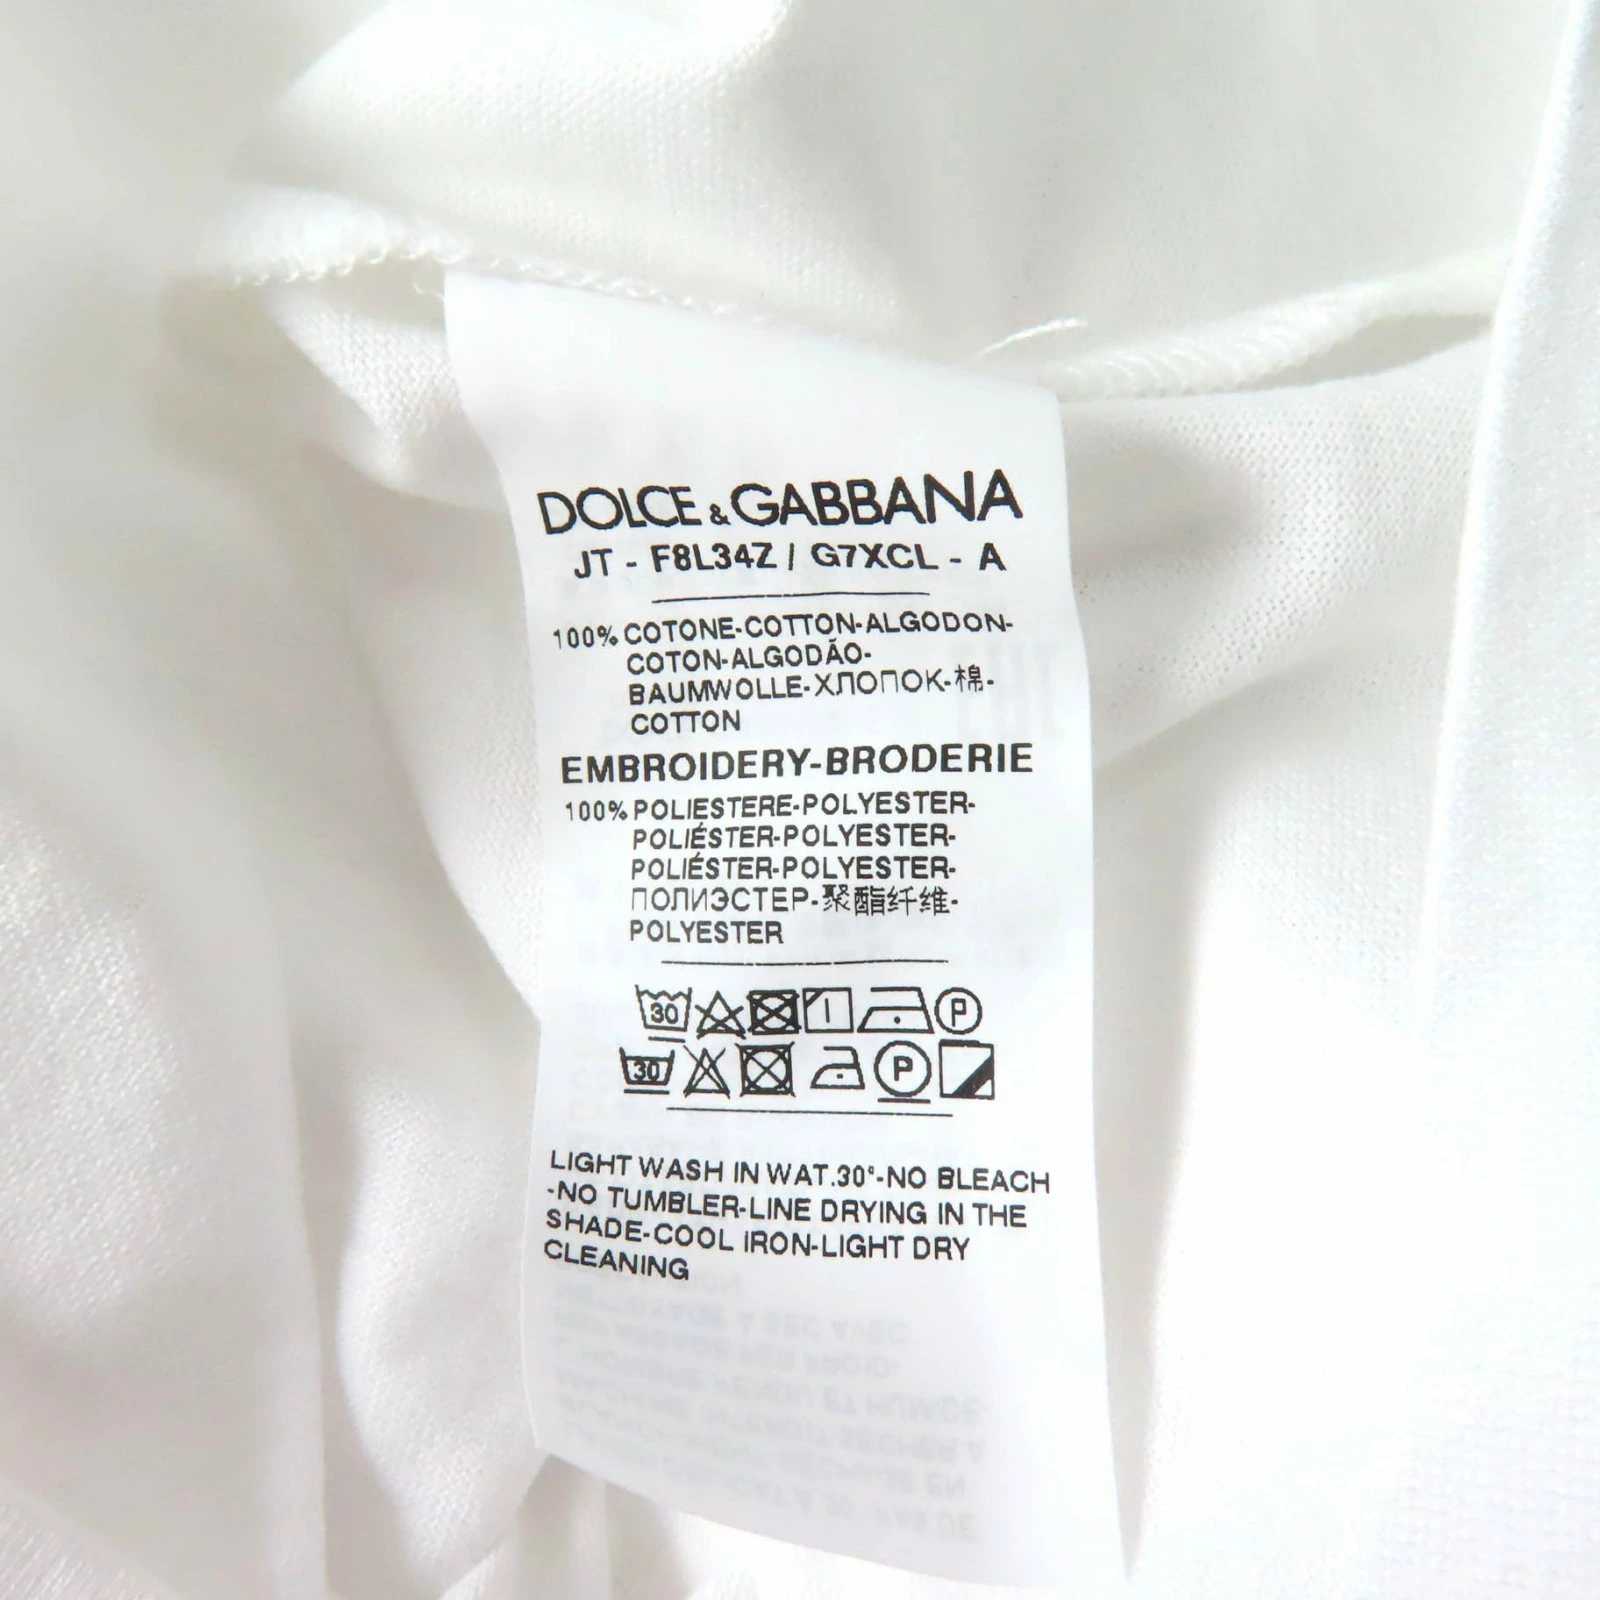 DOLCE & GABBANA
JT - F8L34Z / G7XCL - A
100% COTONE-COTTON-ALGODON-
COTON-ALGODÃO-
BAUMWOLLE-ХЛОПОК-棉-
COTTON
EMBROIDERY-BRODERIE
100% POLIESTERE-POLYESTER-
POLIÉSTER-POLYESTER-
POLIÉSTER-POLYESTER-
ПОЛИЭСТЕР-聚酯纤维-
POLYESTER
30 P
30 P
LIGHT WASH IN WAT.30°-NO BLEACH
-NO TUMBLER-LINE DRYING IN THE
SHADE-COOL IRON-LIGHT DRY
CLEANING